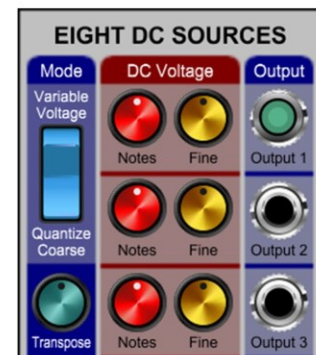 EIGHT DC SOURCES
Mode DC Voltage Output
Variable
Voltage
Notes Fine Output 1
Quantize
Coarse
Notes Fine Output 2
Transpose Notes Fine Output 3